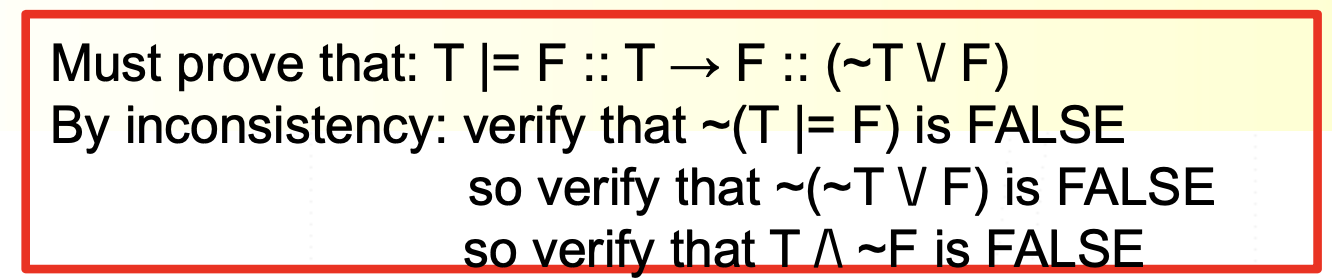 Must prove that: T |= F :: T → F :: (~T \/ F)
By inconsistency: verify that ~(T |= F) is FALSE
so verify that ~(~T \/ F) is FALSE
so verify that T /\ ~F is FALSE